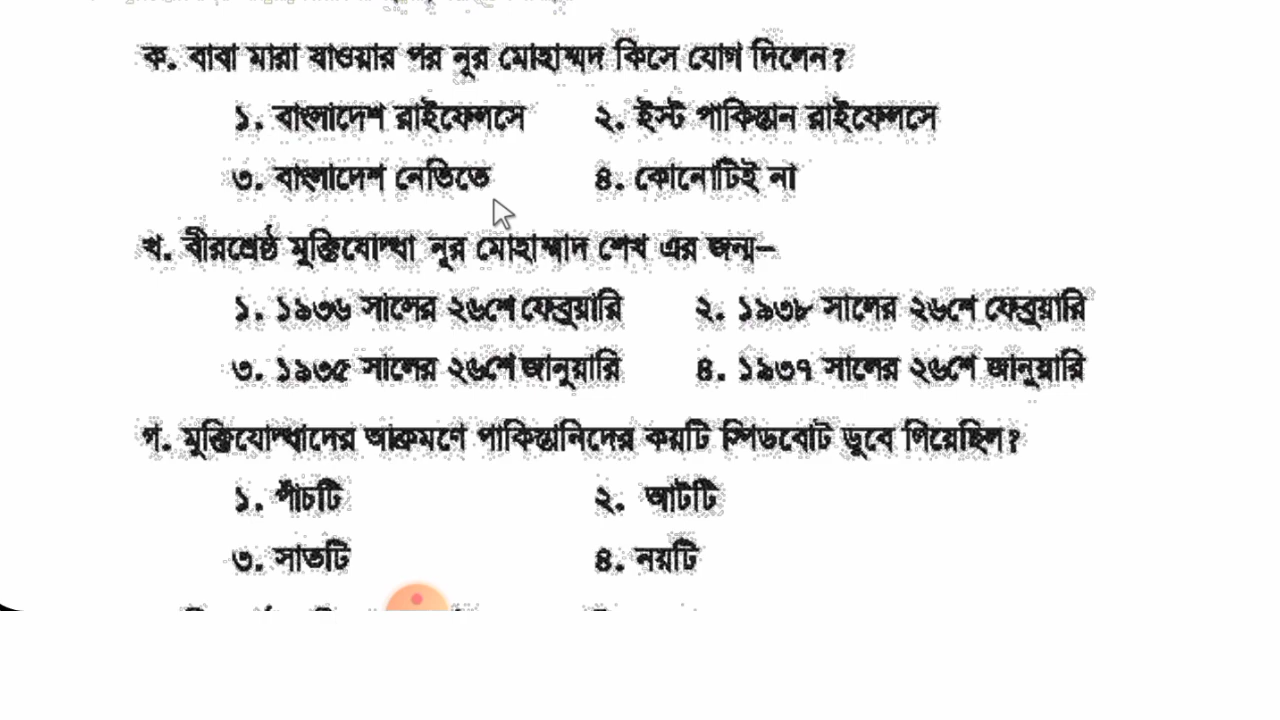 ক. বাবা মারা যাওয়ার পর নূর মোহাম্মদ কিসে যোগ দিলেন?
১. বাংলাদেশ রাইফেলসে ২. ইস্ট পাকিস্তান রাইফেলসে
৩. বাংলাদেশ নেভিতে ৪. কোনোটিই না
খ. বীরশ্রেষ্ঠ মুক্তিযোদ্ধা নূর মোহাম্মাদ শেখ এর জন্ম–
১. ১৯৩৬ সালের ২৬শে ফেব্রুয়ারি ২. ১৯৩৮ সালের ২৬শে ফেব্রুয়ারি
৩. ১৯৩৫ সালের ২৬শে জানুয়ারি ৪. ১৯৩৭ সালের ২৬শে জানুয়ারি
গ. মুক্তিযোদ্ধাদের আক্রমণে পাকিস্তানিদের কয়টি স্পিডবোট ডুবে গিয়েছিল?
১. পাঁচটি ২. আটটি
৩. সাতটি ৪. নয়টি